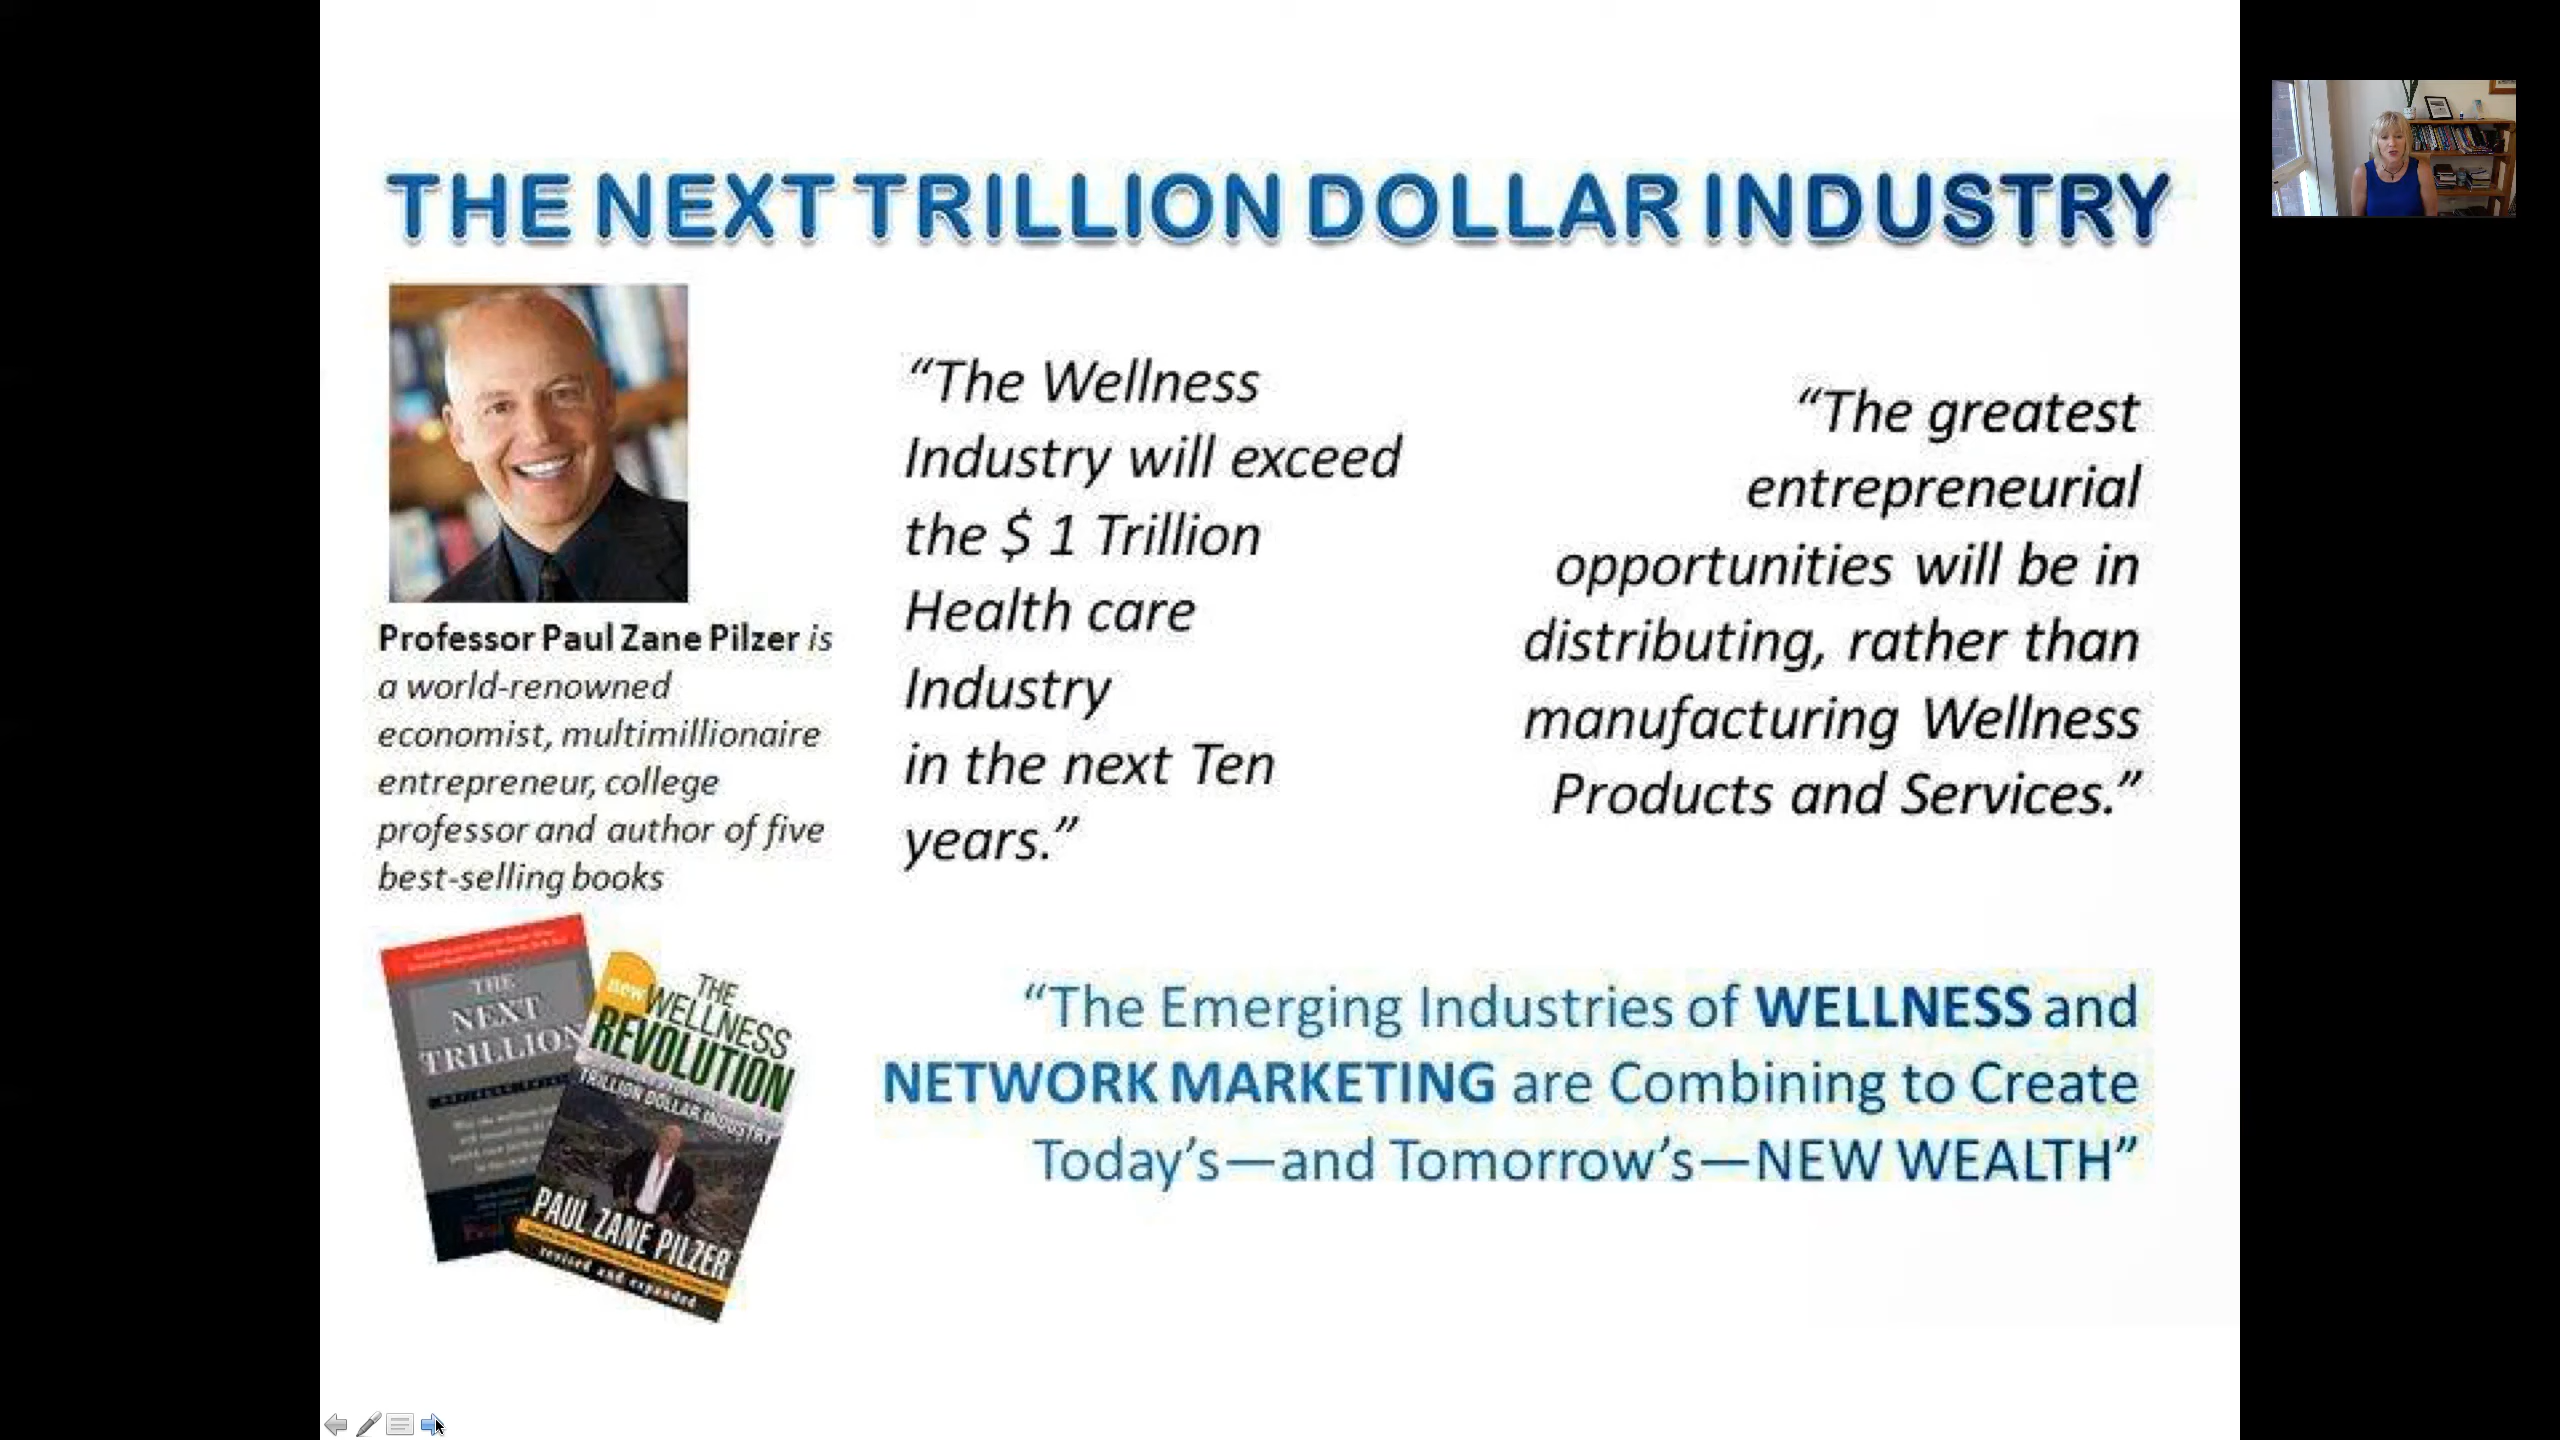 THE NEXT TRILLION DOLLAR INDUSTRY
Professor Paul Zane Pilzer is
a world-renowned
economist, multimillionaire
entrepreneur, college
professor and author of five
best-selling books
“The Wellness
Industry will exceed
the $ 1 Trillion
Health care
Industry
in the next Ten
years.”
“The greatest
entrepreneurial
opportunities will be in
distributing, rather than
manufacturing Wellness
Products and Services.”
“The Emerging Industries of WELLNESS and
NETWORK MARKETING are Combining to Create
Today’s—and Tomorrow’s—NEW WEALTH”
THE
NEXT
TRILLION
new
THE
WELLNESS
REVOLUTION
TRILLION DOLLAR INDUSTRY
PAUL ZANE PILZER
revised and expanded